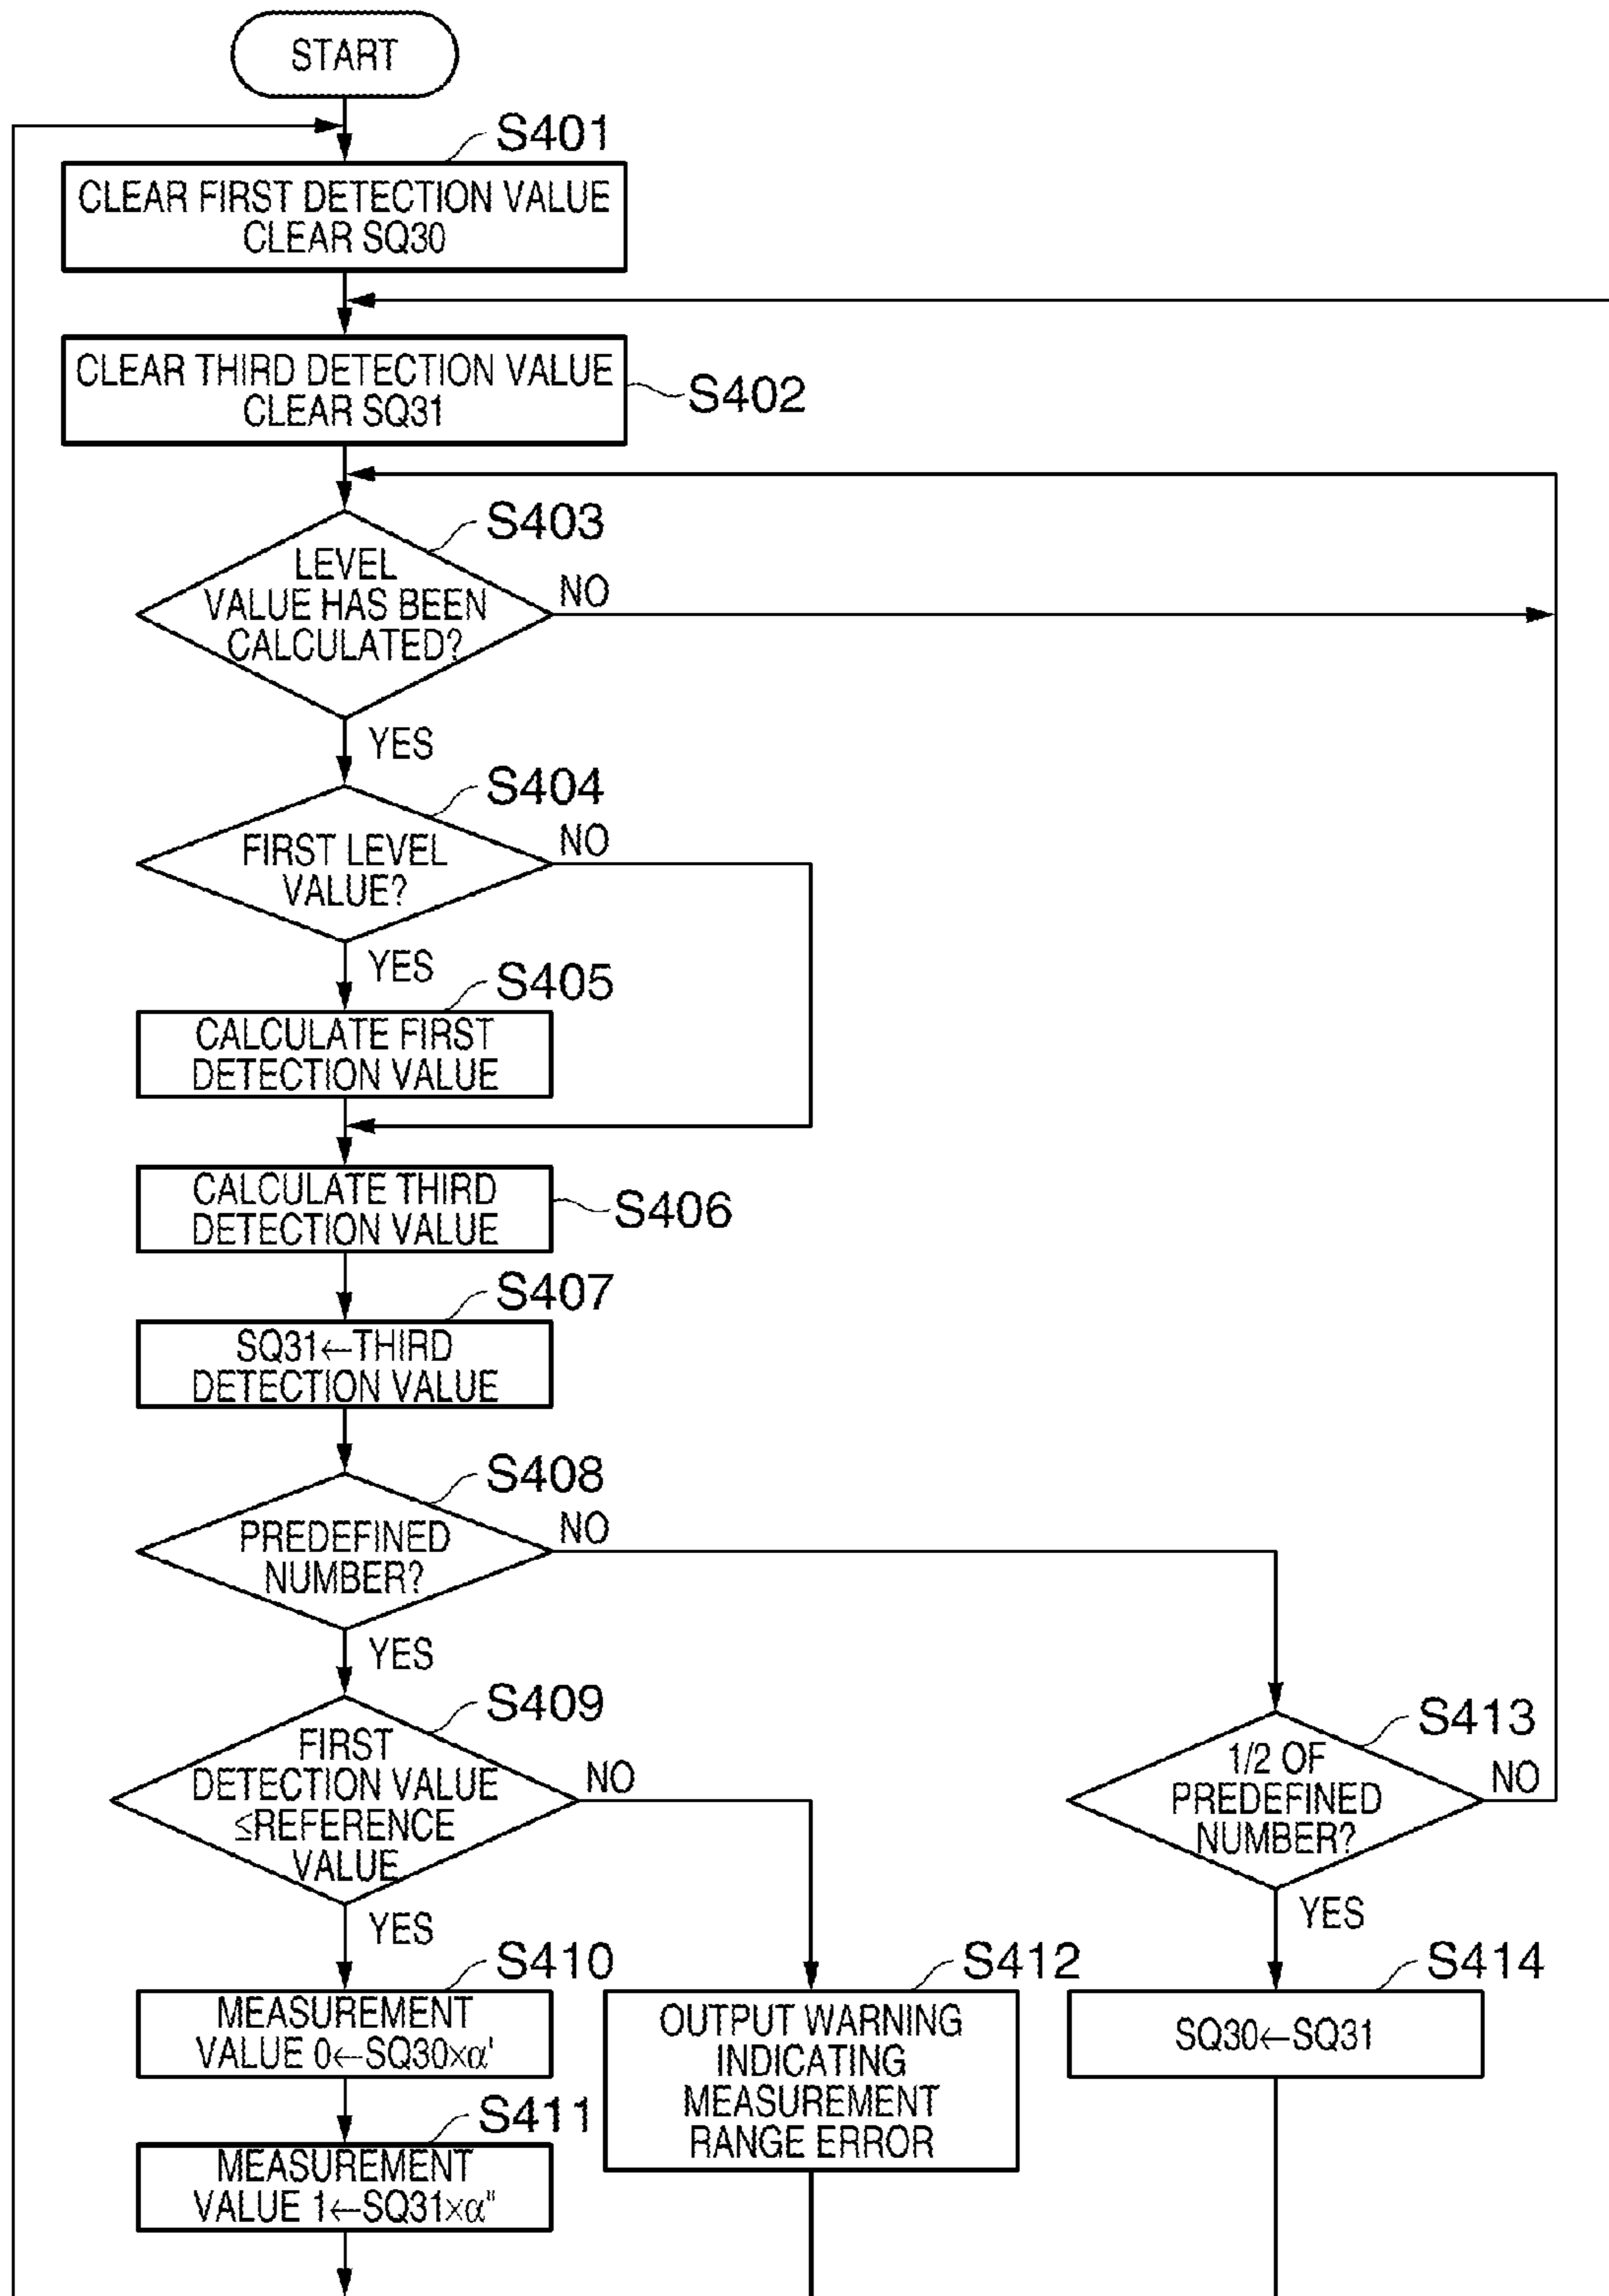 START
S401
CLEAR FIRST DETECTION VALUE
CLEAR SQ30
CLEAR THIRD DETECTION VALUE
CLEAR SQ31
S402
S403
LEVEL
VALUE HAS BEEN
CALCULATED?
NO
YES
S404
FIRST LEVEL
VALUE?
NO
YES
S405
CALCULATE FIRST
DETECTION VALUE
CALCULATE THIRD
DETECTION VALUE
S406
S407
SQ31←THIRD
DETECTION VALUE
S408
PREDEFINED
NUMBER?
NO
YES
S409
FIRST
DETECTION VALUE
≤REFERENCE
VALUE
NO
YES
S413
1/2 OF
PREDEFINED
NUMBER?
NO
YES
S410
MEASUREMENT
VALUE 0←SQ30×α'
S412
OUTPUT WARNING
INDICATING
MEASUREMENT
RANGE ERROR
S414
SQ30←SQ31
S411
MEASUREMENT
VALUE 1←SQ31×α"